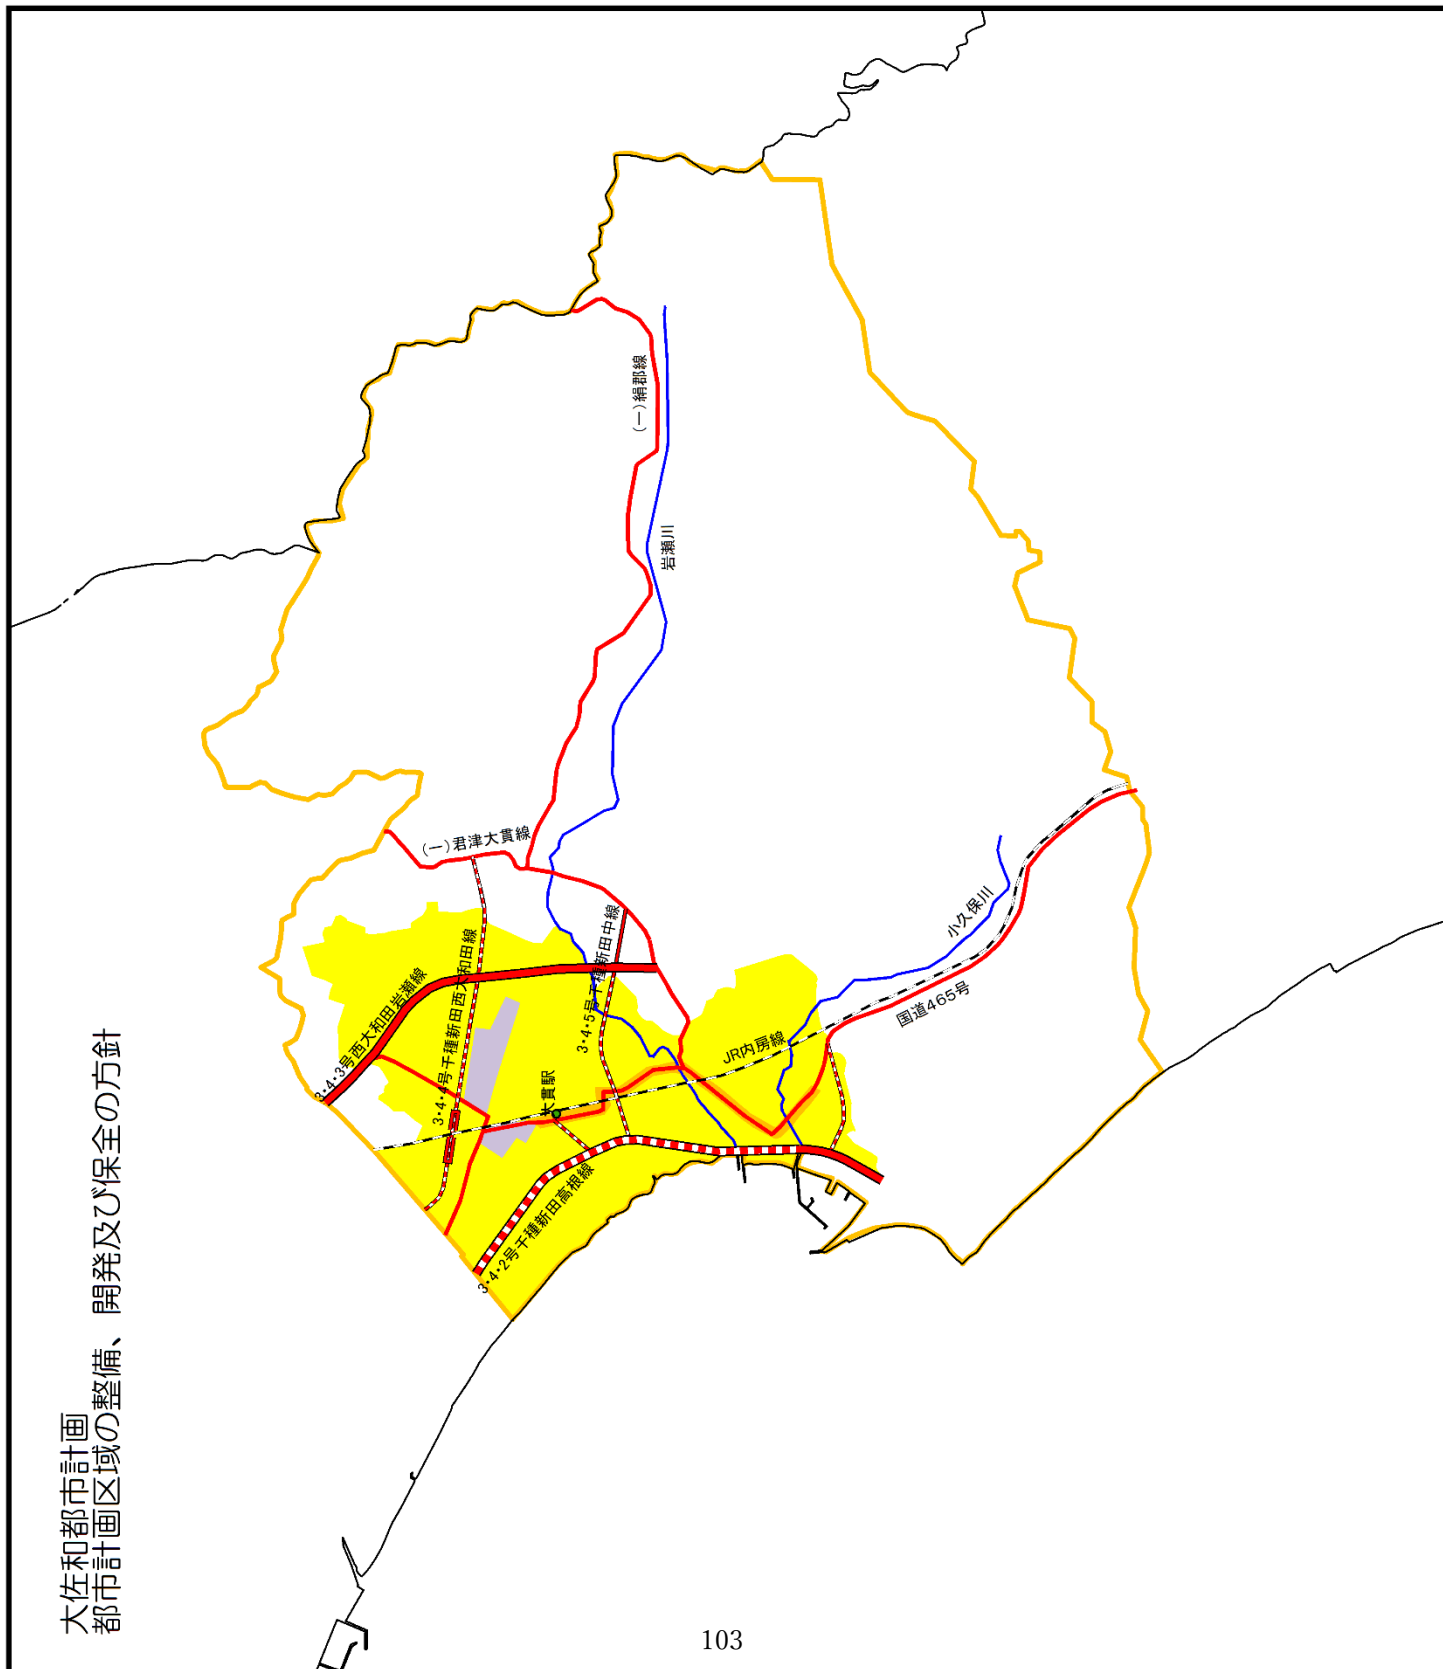 大佐和都市計画
都市計画区域の整備、開発及び保全の方針
(一)絹郡線
岩瀬川
(一)君津大貫線
3・4・3号西大和田岩瀬線
3・4・4号千種新田西大和田線
3・4・5号千種新田中線
小久保川
国道465号
JR内房線
大貫駅
3・4・2号千種新田高根線
103